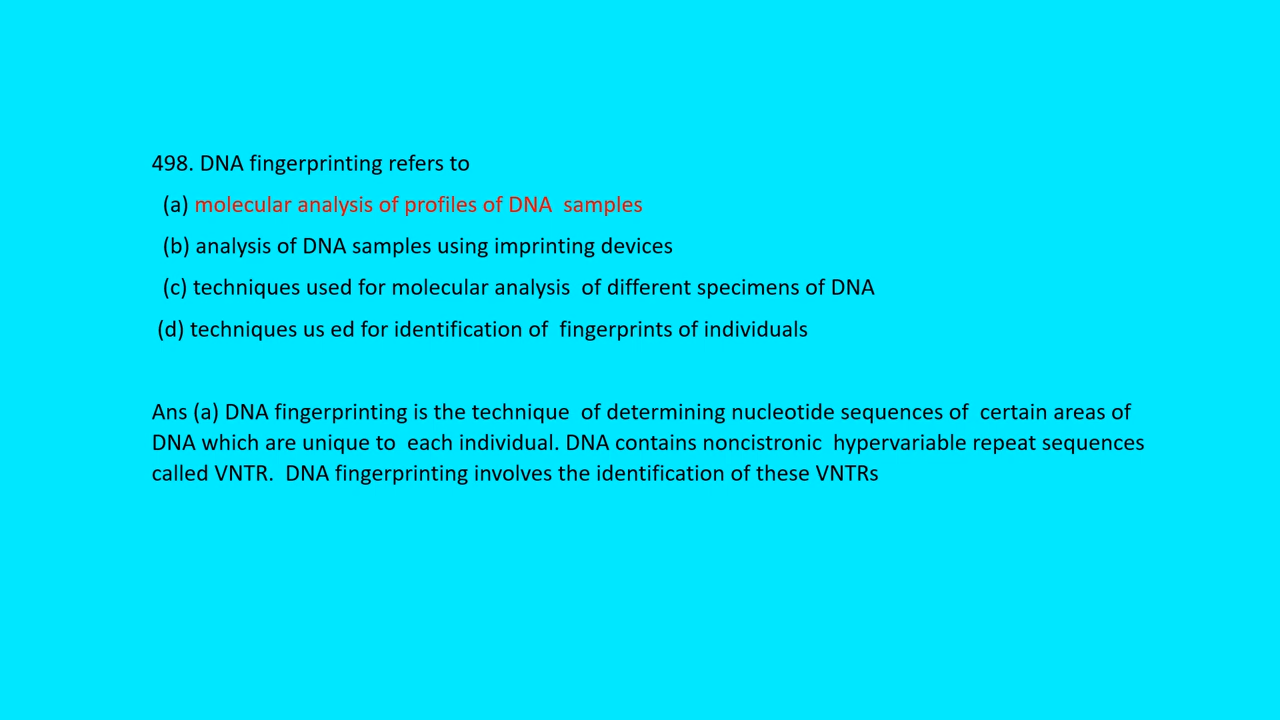 498. DNA fingerprinting refers to
(a) molecular analysis of profiles of DNA  samples
(b) analysis of DNA samples using imprinting devices
(c) techniques used for molecular analysis  of different specimens of DNA
(d) techniques us ed for identification of  fingerprints of individuals
Ans (a) DNA fingerprinting is the technique  of determining nucleotide sequences of  certain areas of
DNA which are unique to  each individual. DNA contains noncistronic  hypervariable repeat sequences
called VNTR.  DNA fingerprinting involves the identification of these VNTRs